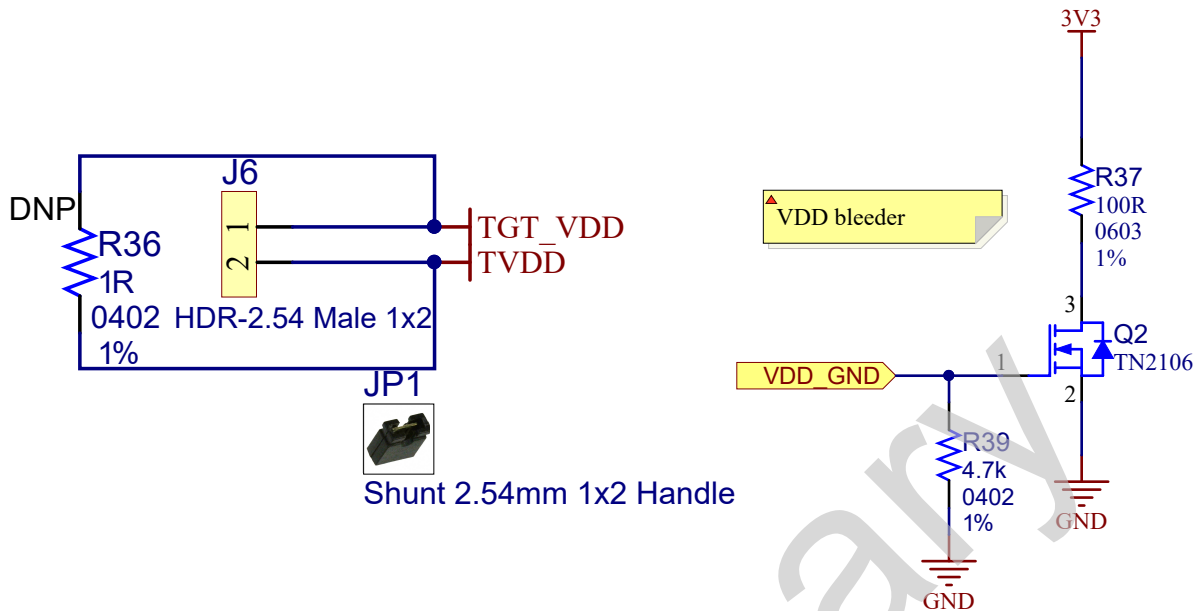 DNP
R36
1R
0402
1%
J6
1
2
HDR-2.54 Male 1x2
TGT_VDD
TVDD
JP1
Shunt 2.54mm 1x2 Handle
VDD bleeder
3V3
R37
100R
0603
1%
3
Q2
TN2106
1
2
VDD_GND
R39
4.7k
0402
1%
GND
GND
ary